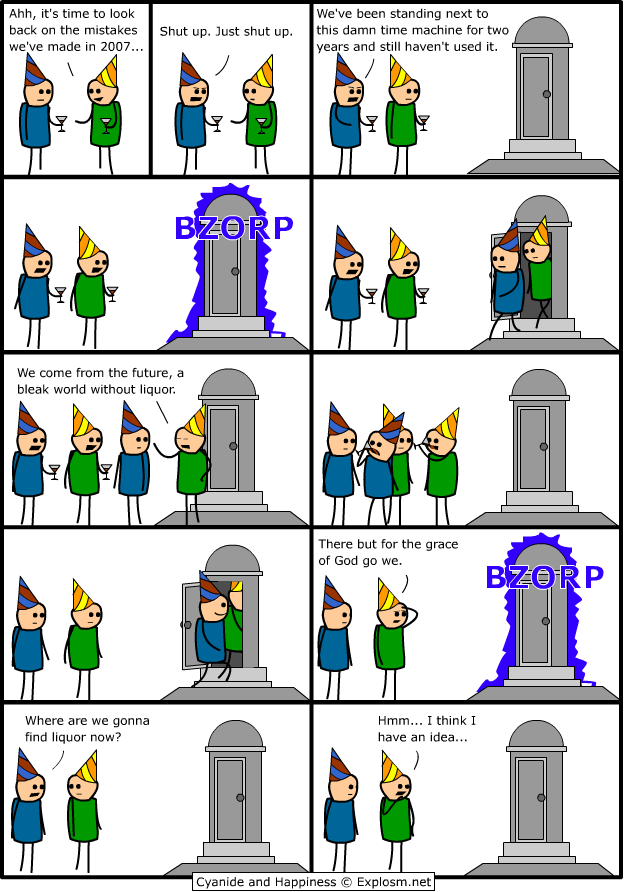 Ahh, it's time to look
back on the mistakes
we've made in 2007...
Shut up. Just shut up.
We've been standing next to
this damn time machine for two
years and still haven't used it.
BZORP
We come from the future, a
bleak world without liquor.
There but for the grace
of God go we.
BZORP
Where are we gonna
find liquor now?
Hmm... I think I
have an idea...
Cyanide and Happiness © Explosm.net